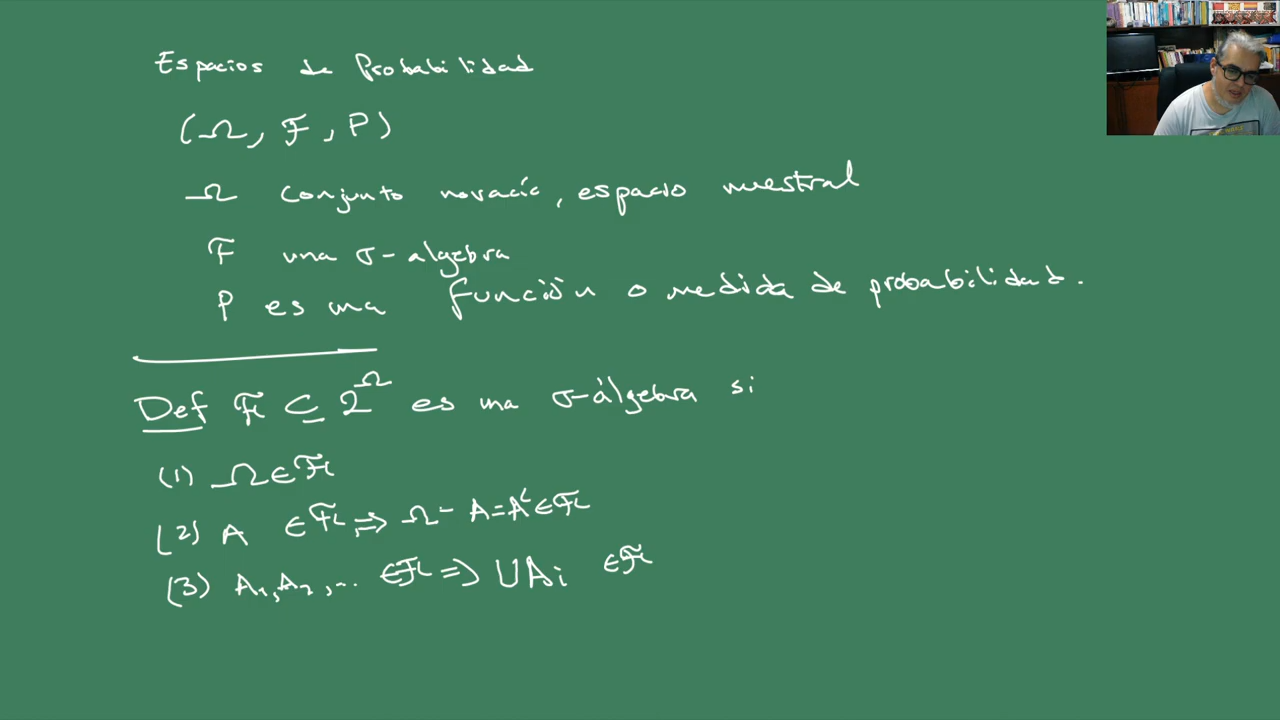 Espacios de Probabilidad
(Ω, F, P)
Ω conjunto novacío, espacio muestral
F una σ-algebra
P es una función o medida de probabilidad.
Def F ⊆ 2^Ω es una σ-álgebra si
(1) Ω ∈ F
(2) A ∈ F ⇒ Ω - A = A^c ∈ F
(3) A₁, A₂, ... ∈ F ⇒ ∪Ai ∈ F